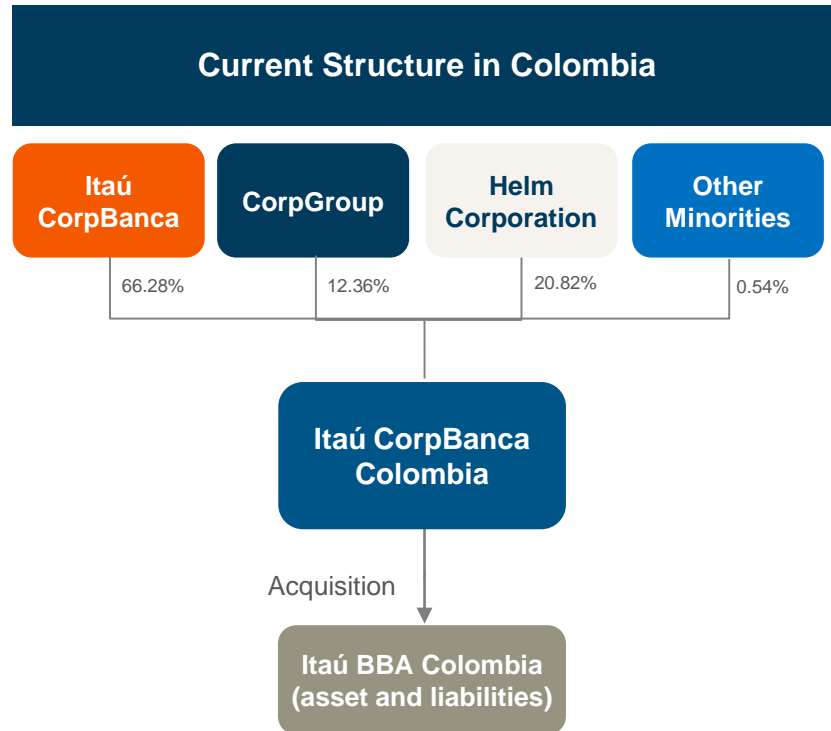 Current Structure in Colombia
Itaú
CorpBanca
CorpGroup
Helm
Corporation
Other
Minorities
66.28%
12.36%
20.82%
0.54%
Itaú CorpBanca
Colombia
Acquisition
Itaú BBA Colombia
(asset and liabilities)